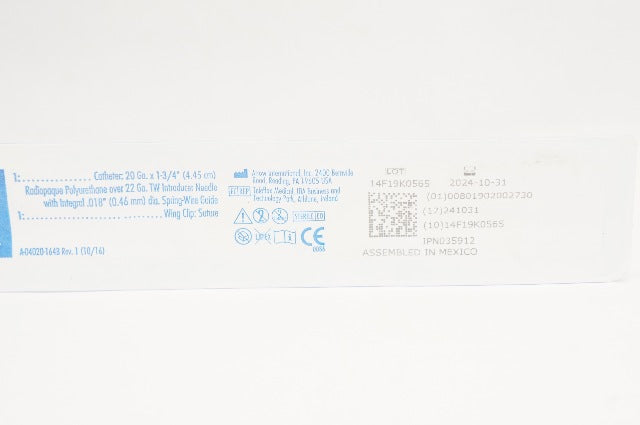 1: Catheter: 20 Ga. x 1-3/4" (4.45 cm)
Radiopaque Polyurethane over 22 Ga. TW Introducer Needle
with Integral .018" (0.46 mm) dia. Spring-Wire Guide
1: Wing Clip: Suture
A-04020-1643 Rev. 1 (10/16)
Arrow International, Inc. 2400 Bernville
Road, Reading, PA 19605 USA
EC REP Teleflex Medical, IDA Business and
Technology Park, Athlone, Ireland
STERILE EO
CE
LOT
14F19K0565
2024-10-31
(01)00801902002730
(17)241031
(10)14F19K0565
IPN035912
ASSEMBLED IN MEXICO